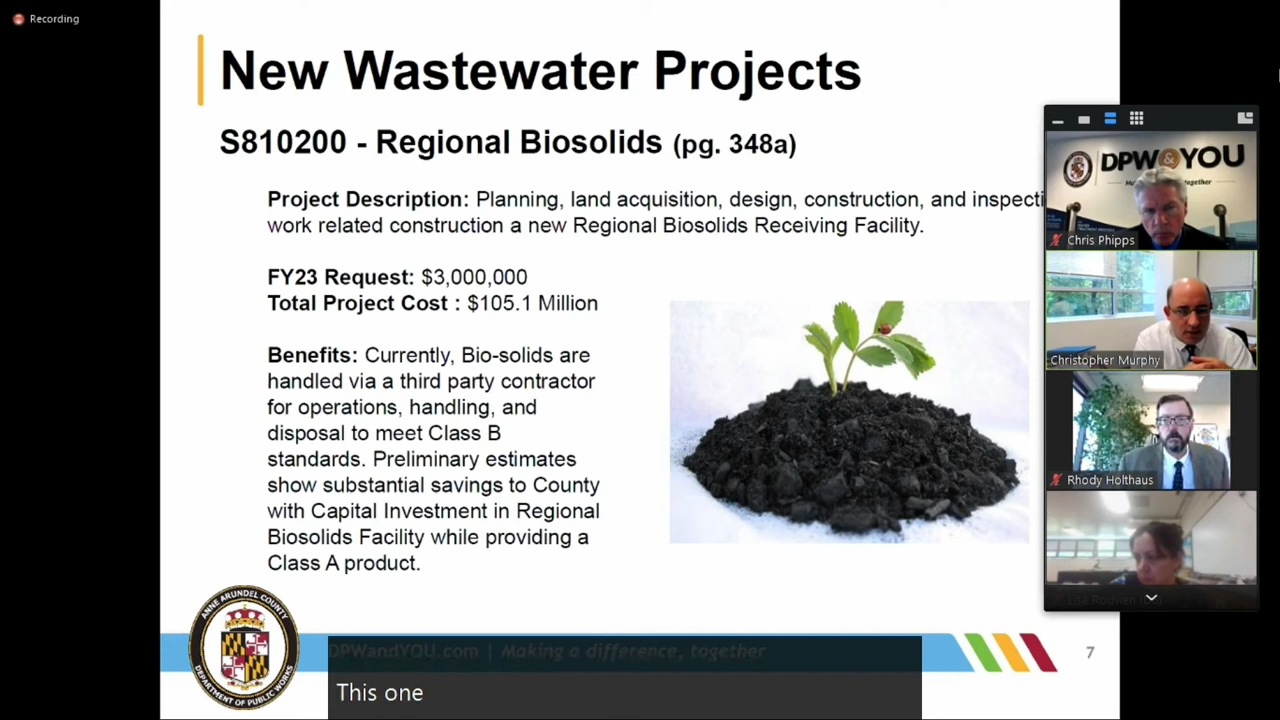 Recording
New Wastewater Projects
S810200 - Regional Biosolids (pg. 348a)
Project Description: Planning, land acquisition, design, construction, and inspecti
work related construction a new Regional Biosolids Receiving Facility.
FY23 Request: $3,000,000
Total Project Cost : $105.1 Million
Benefits: Currently, Bio-solids are
handled via a third party contractor
for operations, handling, and
disposal to meet Class B
standards. Preliminary estimates
show substantial savings to County
with Capital Investment in Regional
Biosolids Facility while providing a
Class A product.
DPW & YOU
together
Chris Phipps
Christopher Murphy
Rhody Holthaus
ANNE ARUNDEL COUNTY
DEPARTMENT OF PUBLIC WORKS
DPWandYOU.com | Making a difference, together
7
This one